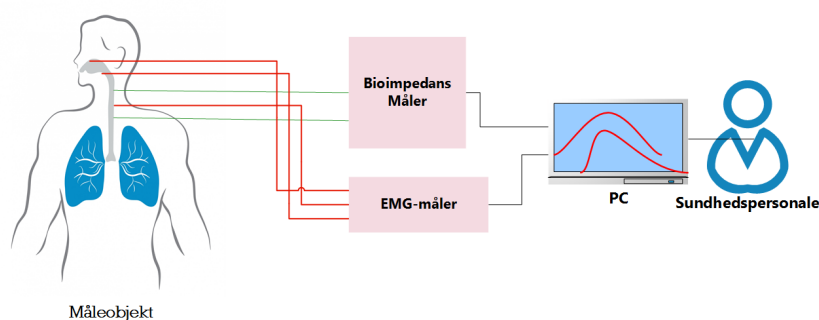 Bioimpedans
Måler
EMG-måler
PC
Sundhedspersonale
Måleobjekt